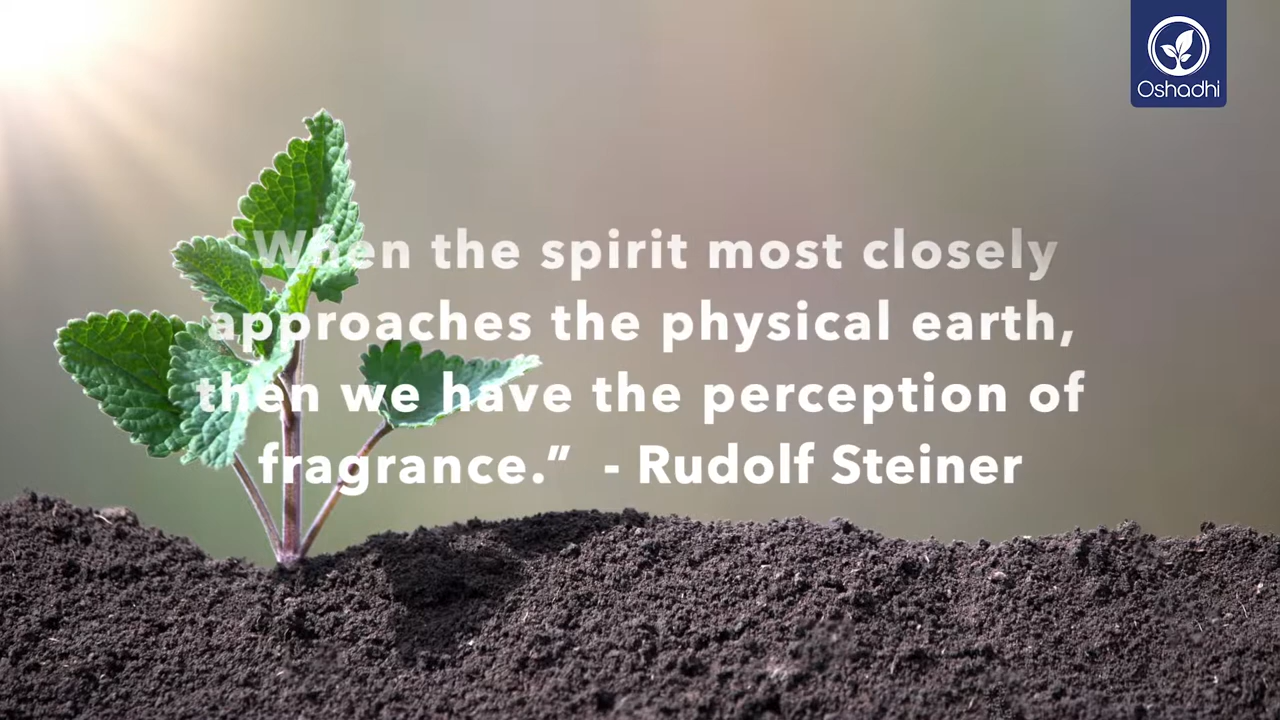 Oshadhi
"When the spirit most closely
approaches the physical earth,
then we have the perception of
fragrance.” - Rudolf Steiner